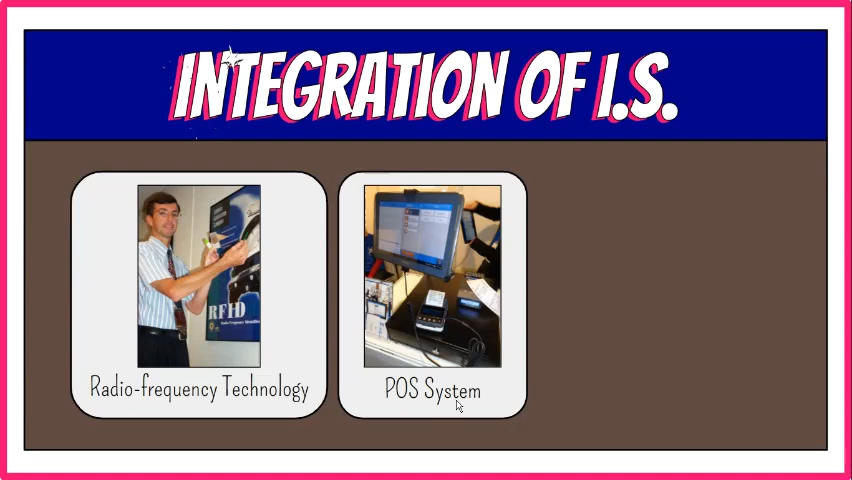 INTEGRATION OF I.S.
RFID
Radio-frequency Technology
POS System